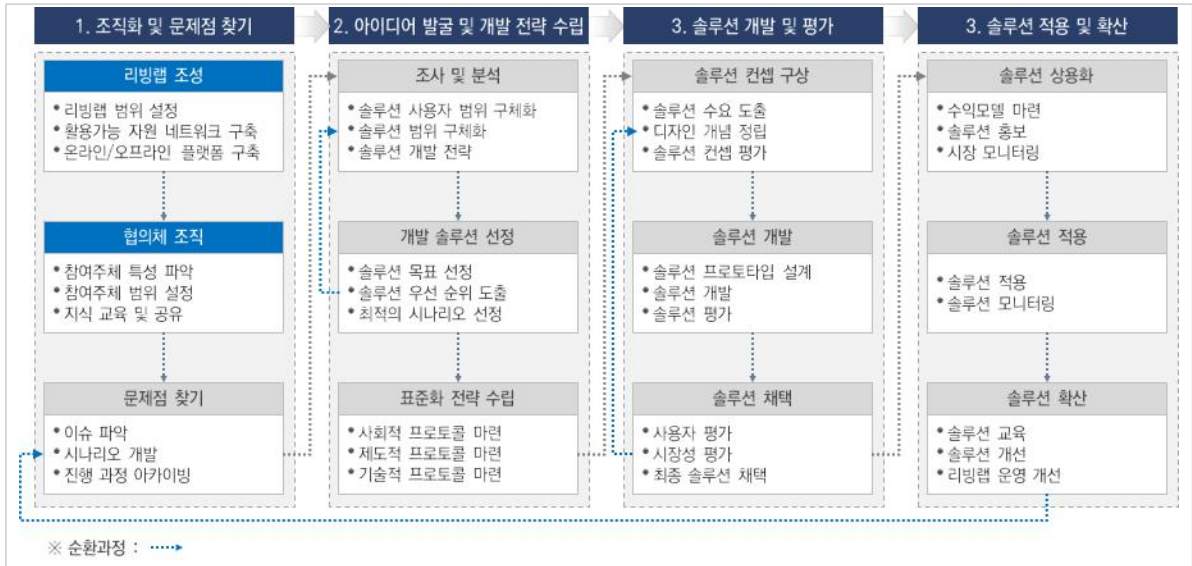 1. 조직화 및 문제점 찾기
리빙랩 조성
• 리빙랩 범위 설정
• 활용가능 자원 네트워크 구축
• 온라인/오프라인 플랫폼 구축
협의체 조직
• 참여주체 특성 파악
• 참여주체 범위 설정
• 지식 교육 및 공유
문제점 찾기
• 이슈 파악
• 시나리오 개발
• 진행 과정 아카이빙
2. 아이디어 발굴 및 개발 전략 수립
조사 및 분석
• 솔루션 사용자 범위 구체화
• 솔루션 범위 구체화
• 솔루션 개발 전략
개발 솔루션 선정
• 솔루션 목표 선정
• 솔루션 우선 순위 도출
• 최적의 시나리오 선정
표준화 전략 수립
• 사회적 프로토콜 마련
• 제도적 프로토콜 마련
• 기술적 프로토콜 마련
3. 솔루션 개발 및 평가
솔루션 컨셉 구상
• 솔루션 수요 도출
• 디자인 개념 정립
• 솔루션 컨셉 평가
솔루션 개발
• 솔루션 프로토타입 설계
• 솔루션 개발
• 솔루션 평가
솔루션 채택
• 사용자 평가
• 시장성 평가
• 최종 솔루션 채택
3. 솔루션 적용 및 확산
솔루션 상용화
• 수익모델 마련
• 솔루션 홍보
• 시장 모니터링
솔루션 적용
• 솔루션 적용
• 솔루션 모니터링
솔루션 확산
• 솔루션 교육
• 솔루션 개선
• 리빙랩 운영 개선
※ 순환과정 :